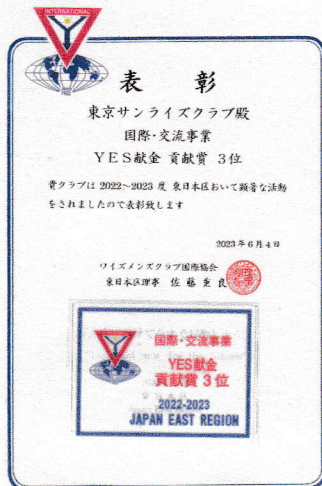 INTERNATIONAL
表彰
東京サンライズクラブ殿
国際・交流事業
YES献金 貢献賞 3位
貴クラブは 2022〜2023 度 東日本区おいて顕著な活動
をされましたので表彰致します
2023年6月4日
ワイズメンズクラブ国際協会
東日本区理事 佐藤重良
国際・交流事業
YES献金
貢献賞 3位
2022-2023
JAPAN EAST REGION